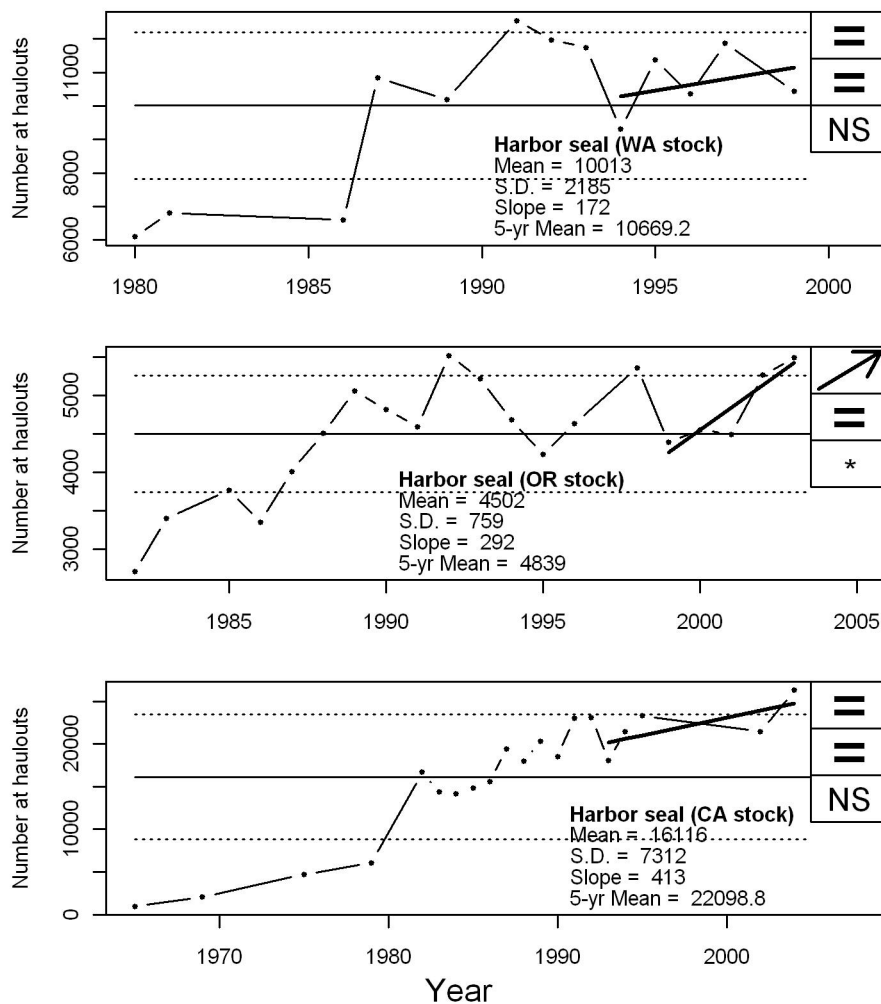 Number at haulouts
11000
8000
6000
Harbor seal (WA stock)
Mean = 10013
S.D. = 2185
Slope = 172
5-yr Mean = 10669.2
=
=
NS
1980 1985 1990 1995 2000
Number at haulouts
5000
4000
3000
Harbor seal (OR stock)
Mean = 4502
S.D. = 759
Slope = 292
5-yr Mean = 4839
=
*
1985 1990 1995 2000 2005
Number at haulouts
20000
10000
0
Harbor seal (CA stock)
Mean = 16116
S.D. = 7312
Slope = 413
5-yr Mean = 22098.8
=
=
NS
1970 1980 1990 2000
Year